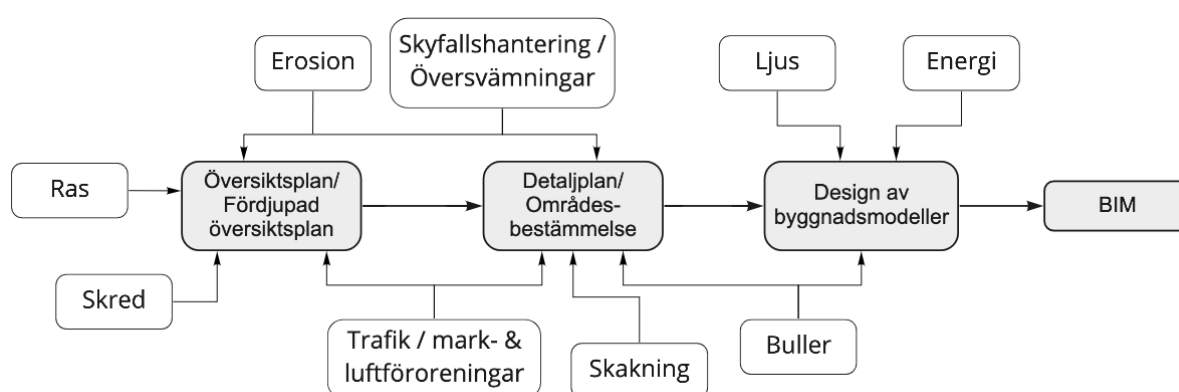 Erosion
Skyfallshantering /
Översvämningar
Ljus
Energi
Ras
Översiktsplan/
Fördjupad
översiktsplan
Detaljplan/
Områdes-
bestämmelse
Design av
byggnadsmodeller
BIM
Skred
Trafik / mark- &
luftföroreningar
Skakning
Buller